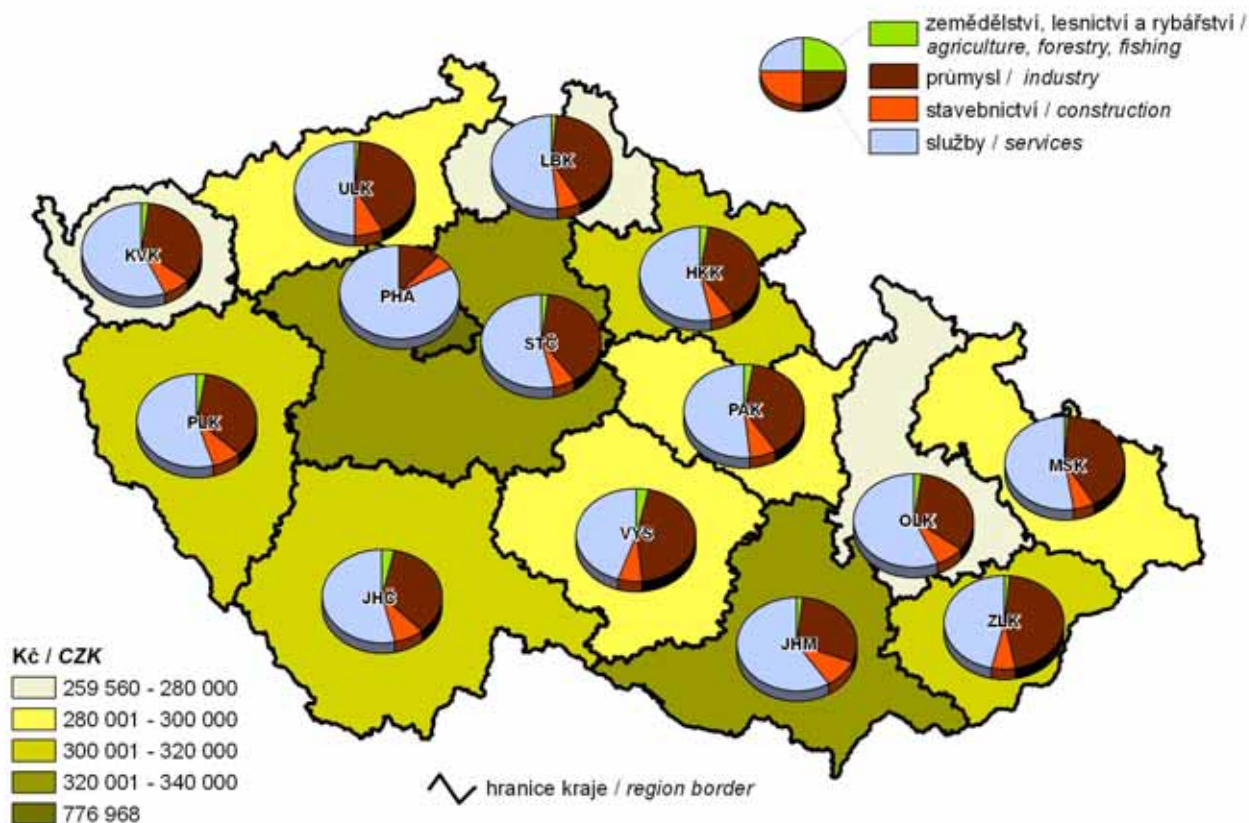 zemědělství, lesnictví a rybářství /
agriculture, forestry, fishing
průmysl / industry
stavebnictví / construction
služby / services
LBK
ULK
KVK
HKK
PHA
STČ
PLK
PAK
MSK
OLK
VYS
JHČ
ZLK
JHM
Kč / CZK
259 560 - 280 000
280 001 - 300 000
300 001 - 320 000
320 001 - 340 000
776 968
hranice kraje / region border